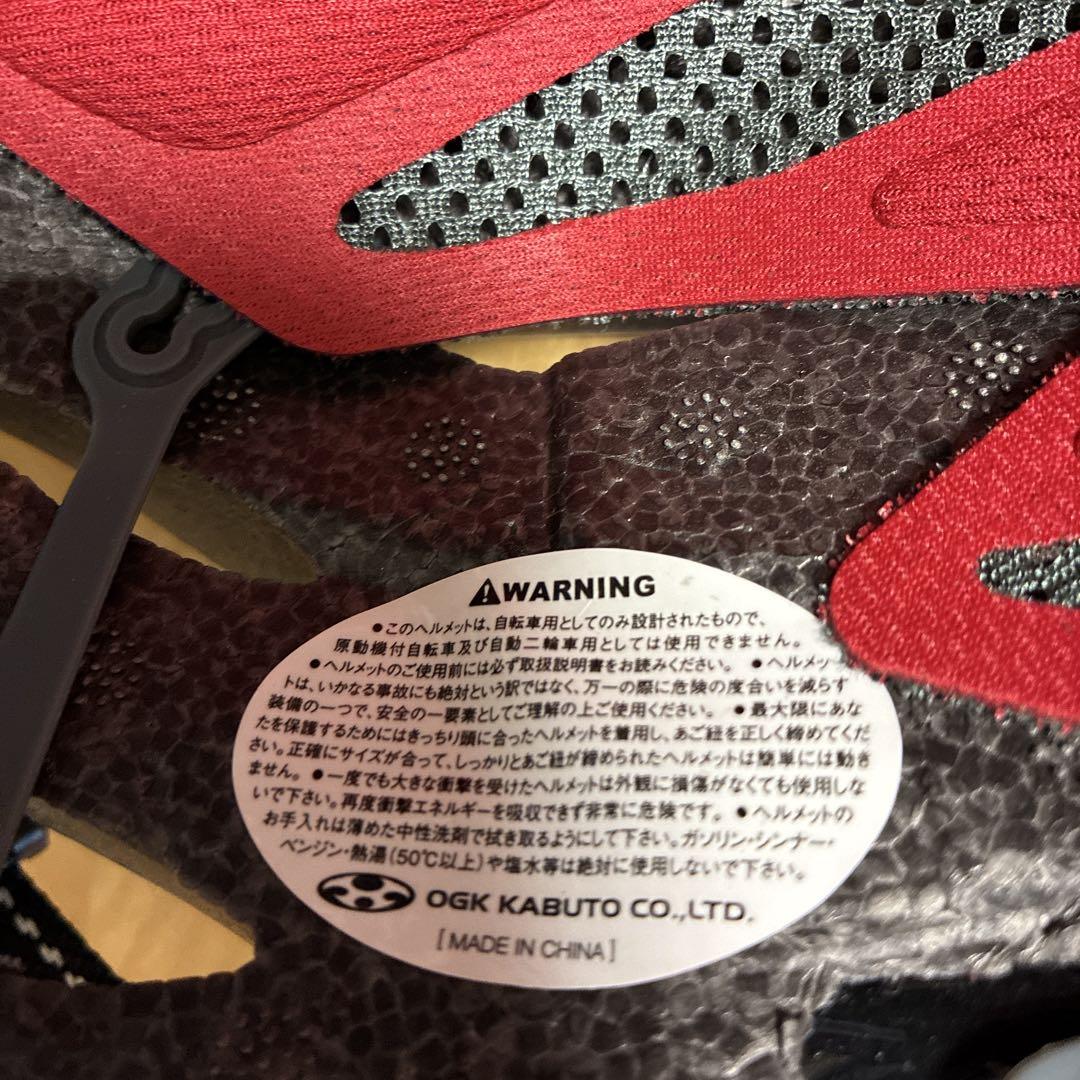 ⚠WARNING
●このヘルメットは、自転車用としてのみ設計されたもので、
原動機付自転車及び自動二輪車用としては使用できません。
●ヘルメットのご使用前には必ず取扱説明書をお読みください。 ●ヘルメッ
トは、いかなる事故にも絶対という訳ではなく、万一の際に危険の度合いを減らす
装備の一つで、安全の一要素としてご理解の上ご使用ください。 ●最大限にあな
たを保護するためにはきっちり頭に合ったヘルメットを着用し、あご紐を正しく締めてくだ
さい。正確にサイズが合って、しっかりとあご紐が締められたヘルメットは簡単には動き
ません。 ●一度でも大きな衝撃を受けたヘルメットは外観に損傷がなくても使用しな
いで下さい。再度衝撃エネルギーを吸収できず非常に危険です。 ●ヘルメットの
お手入れは薄めた中性洗剤で拭き取るようにして下さい。ガソリン・シンナー・
ベンジン・熱湯(50℃以上)や塩水等は絶対に使用しないで下さい。
OGK KABUTO CO.,LTD.
[ MADE IN CHINA ]